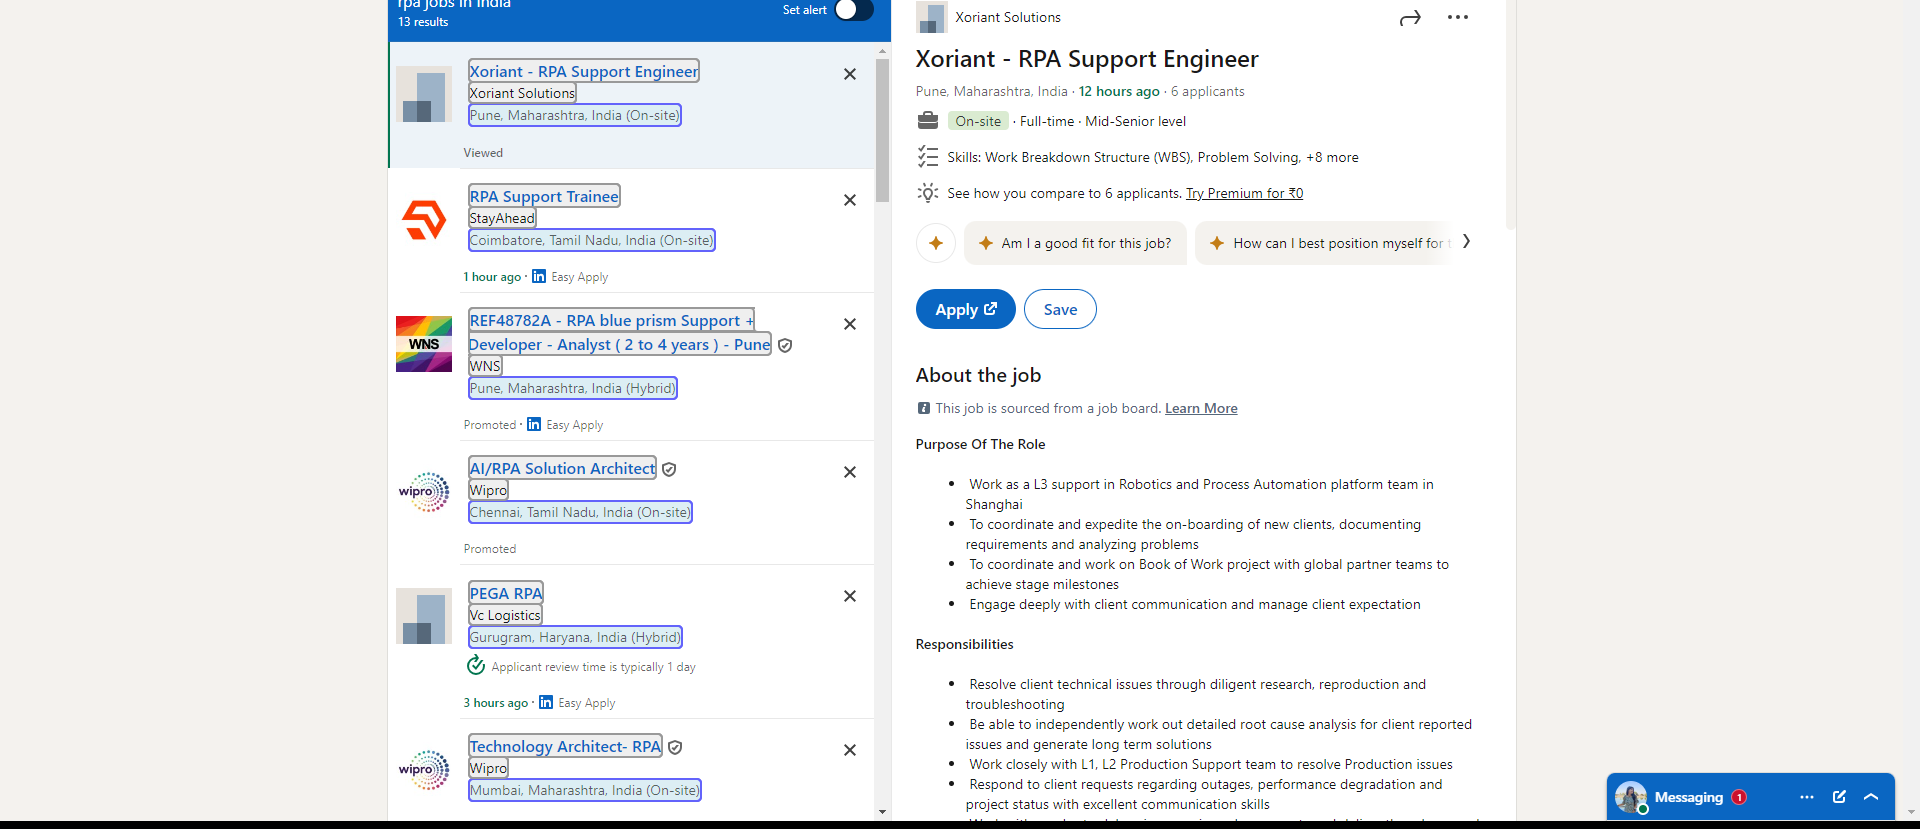 rpa jobs in India
13 results
Set alert
Xoriant - RPA Support Engineer
Xoriant Solutions
Pune, Maharashtra, India (On-site)
Viewed
RPA Support Trainee
StayAhead
Coimbatore, Tamil Nadu, India (On-site)
1 hour ago · in Easy Apply
WNS
REF48782A - RPA blue prism Support +
Developer - Analyst ( 2 to 4 years ) - Pune
WNS
Pune, Maharashtra, India (Hybrid)
Promoted · in Easy Apply
wipro
AI/RPA Solution Architect
Wipro
Chennai, Tamil Nadu, India (On-site)
Promoted
PEGA RPA
Vc Logistics
Gurugram, Haryana, India (Hybrid)
Applicant review time is typically 1 day
3 hours ago · in Easy Apply
wipro
Technology Architect- RPA
Wipro
Mumbai, Maharashtra, India (On-site)
Xoriant Solutions
Xoriant - RPA Support Engineer
Pune, Maharashtra, India · 12 hours ago · 6 applicants
On-site · Full-time · Mid-Senior level
Skills: Work Breakdown Structure (WBS), Problem Solving, +8 more
See how you compare to 6 applicants. Try Premium for ₹0
Am I a good fit for this job?
How can I best position myself for t
Apply
Save
About the job
This job is sourced from a job board. Learn More
Purpose Of The Role
• Work as a L3 support in Robotics and Process Automation platform team in
Shanghai
• To coordinate and expedite the on-boarding of new clients, documenting
requirements and analyzing problems
• To coordinate and work on Book of Work project with global partner teams to
achieve stage milestones
• Engage deeply with client communication and manage client expectation
Responsibilities
• Resolve client technical issues through diligent research, reproduction and
troubleshooting
• Be able to independently work out detailed root cause analysis for client reported
issues and generate long term solutions
• Work closely with L1, L2 Production Support team to resolve Production issues
• Respond to client requests regarding outages, performance degradation and
project status with excellent communication skills
Messaging 1